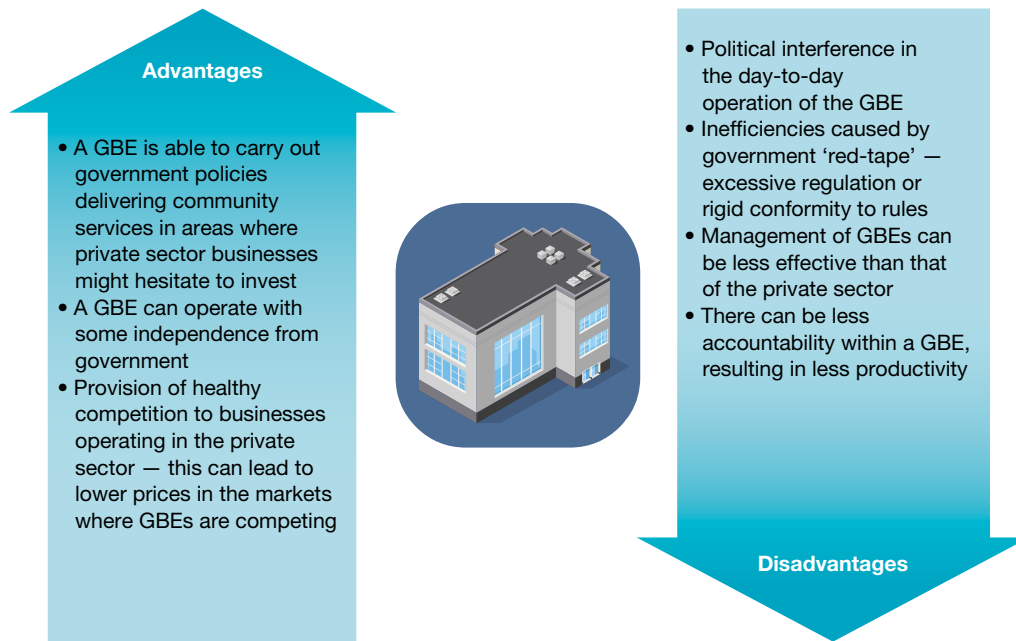 Advantages
• A GBE is able to carry out
government policies
delivering community
services in areas where
private sector businesses
might hesitate to invest
• A GBE can operate with
some independence from
government
• Provision of healthy
competition to businesses
operating in the private
sector — this can lead to
lower prices in the markets
where GBEs are competing
• Political interference in
the day-to-day
operation of the GBE
• Inefficiencies caused by
government ‘red-tape’ —
excessive regulation or
rigid conformity to rules
• Management of GBEs can
be less effective than that
of the private sector
• There can be less
accountability within a GBE,
resulting in less productivity
Disadvantages